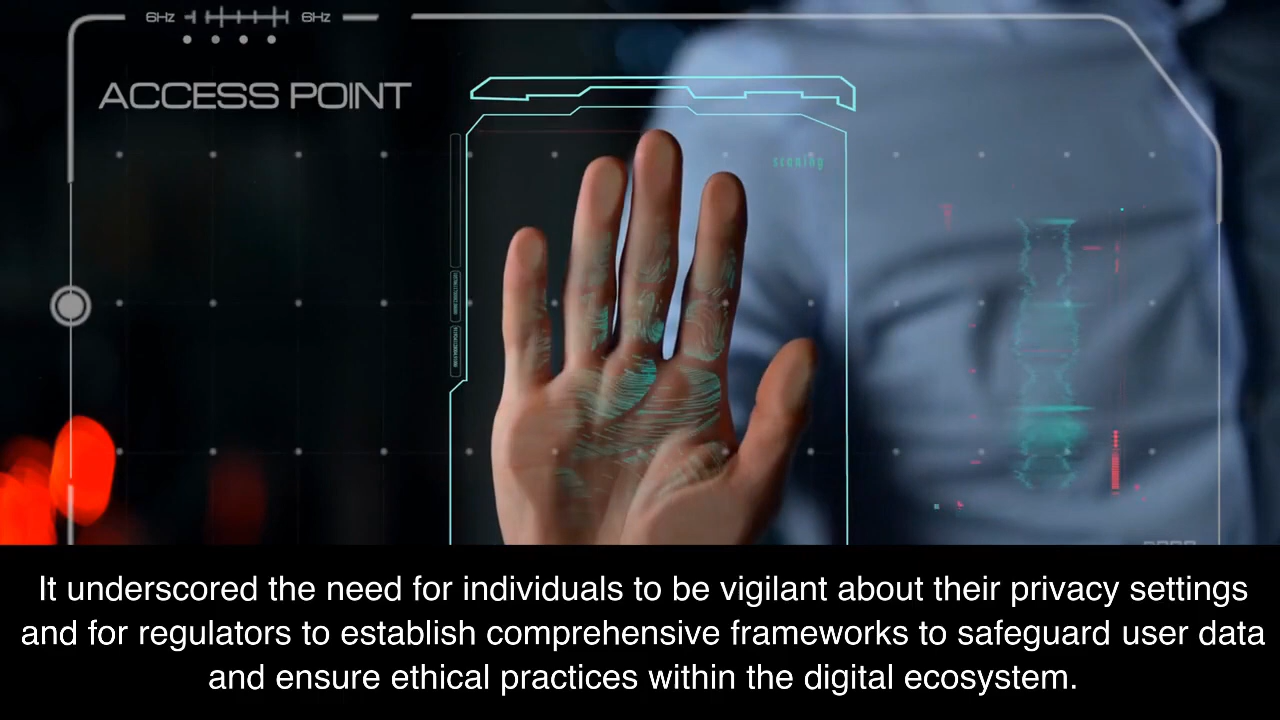 6Hz 6Hz
ACCESS POINT
scaning
It underscored the need for individuals to be vigilant about their privacy settings
and for regulators to establish comprehensive frameworks to safeguard user data
and ensure ethical practices within the digital ecosystem.